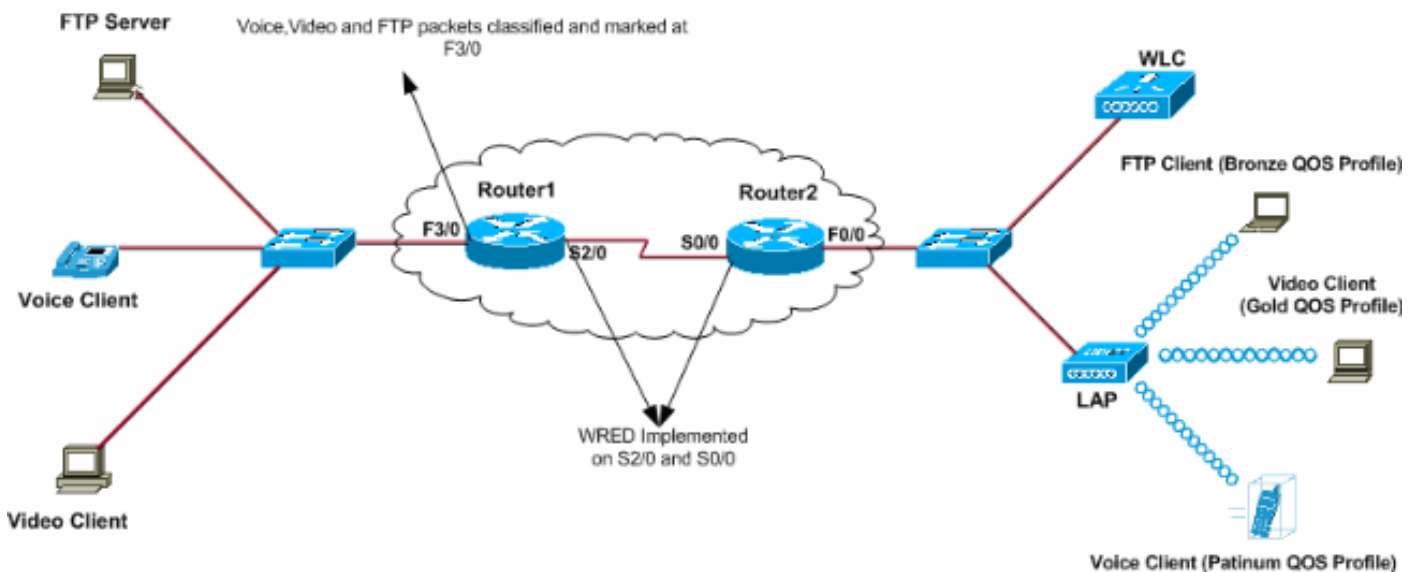 FTP Server
Voice,Video and FTP packets classified and marked at
F3/0
WLC
FTP Client (Bronze QOS Profile)
Router1
Router2
F3/0
S2/0
S0/0
F0/0
Voice Client
Video Client
(Gold QOS Profile)
LAP
WRED Implemented
on S2/0 and S0/0
Video Client
Voice Client (Patinum QOS Profile)